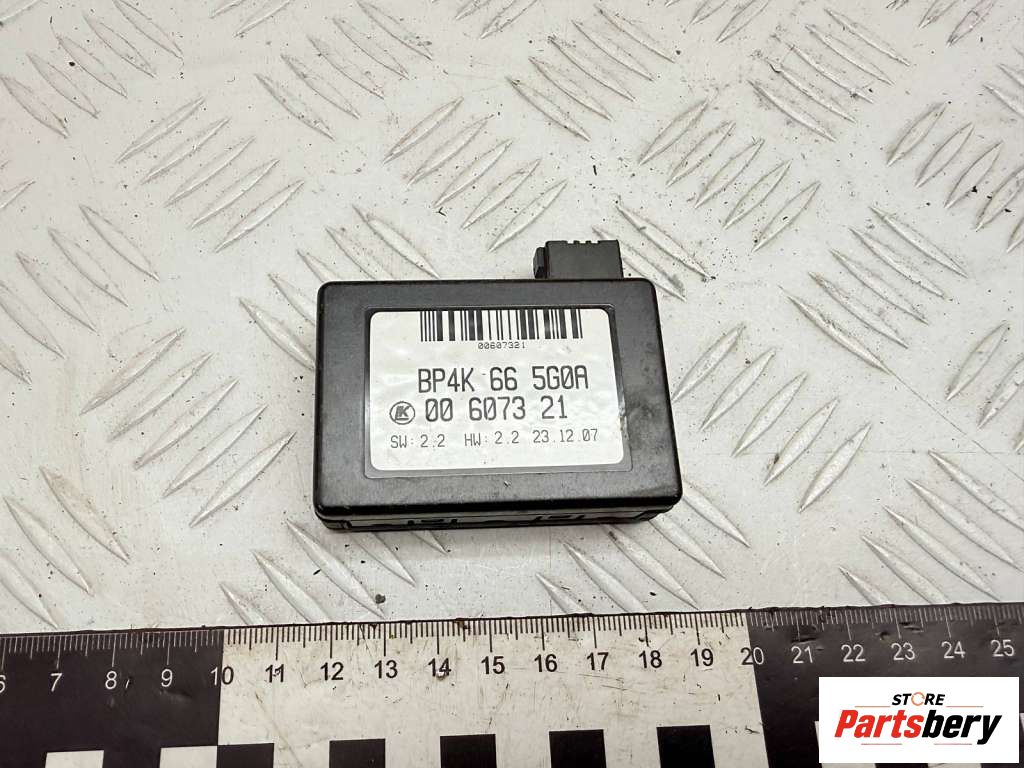 00607321
BP4K 66 5G0A
00 6073 21
SW: 2.2 HW: 2.2 23.12.07
6 7 8 9 10 11 12 13 14 15 16 17 18 19 20 21 22 23 24 25
STORE
Partsbery